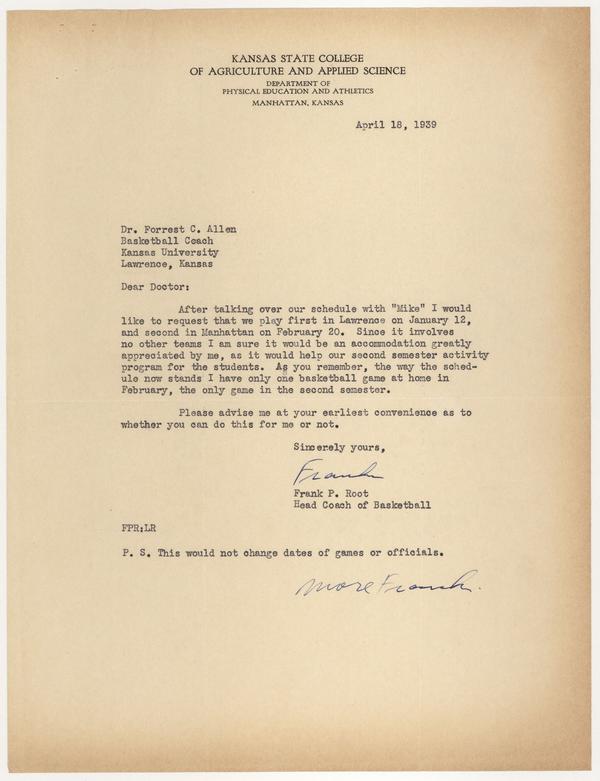 KANSAS STATE COLLEGE
OF AGRICULTURE AND APPLIED SCIENCE
DEPARTMENT OF
PHYSICAL EDUCATION AND ATHLETICS
MANHATTAN, KANSAS
April 18, 1939
Dr. Forrest C. Allen
Basketball Coach
Kansas University
Lawrence, Kansas
Dear Doctor:
After talking over our schedule with "Mike" I would
like to request that we play first in Lawrence on January 12,
and second in Manhattan on February 20. Since it involves
no other teams I am sure it would be an accommodation greatly
appreciated by me, as it would help our second semester activity
program for the students. As you remember, the way the sched-
ule now stands I have only one basketball game at home in
February, the only game in the second semester.
Please advise me at your earliest convenience as to
whether you can do this for me or not.
Sincerely yours,
Frank
Frank P. Root
Head Coach of Basketball
FPR:LR
P. S. This would not change dates of games or officials.
More Frank.